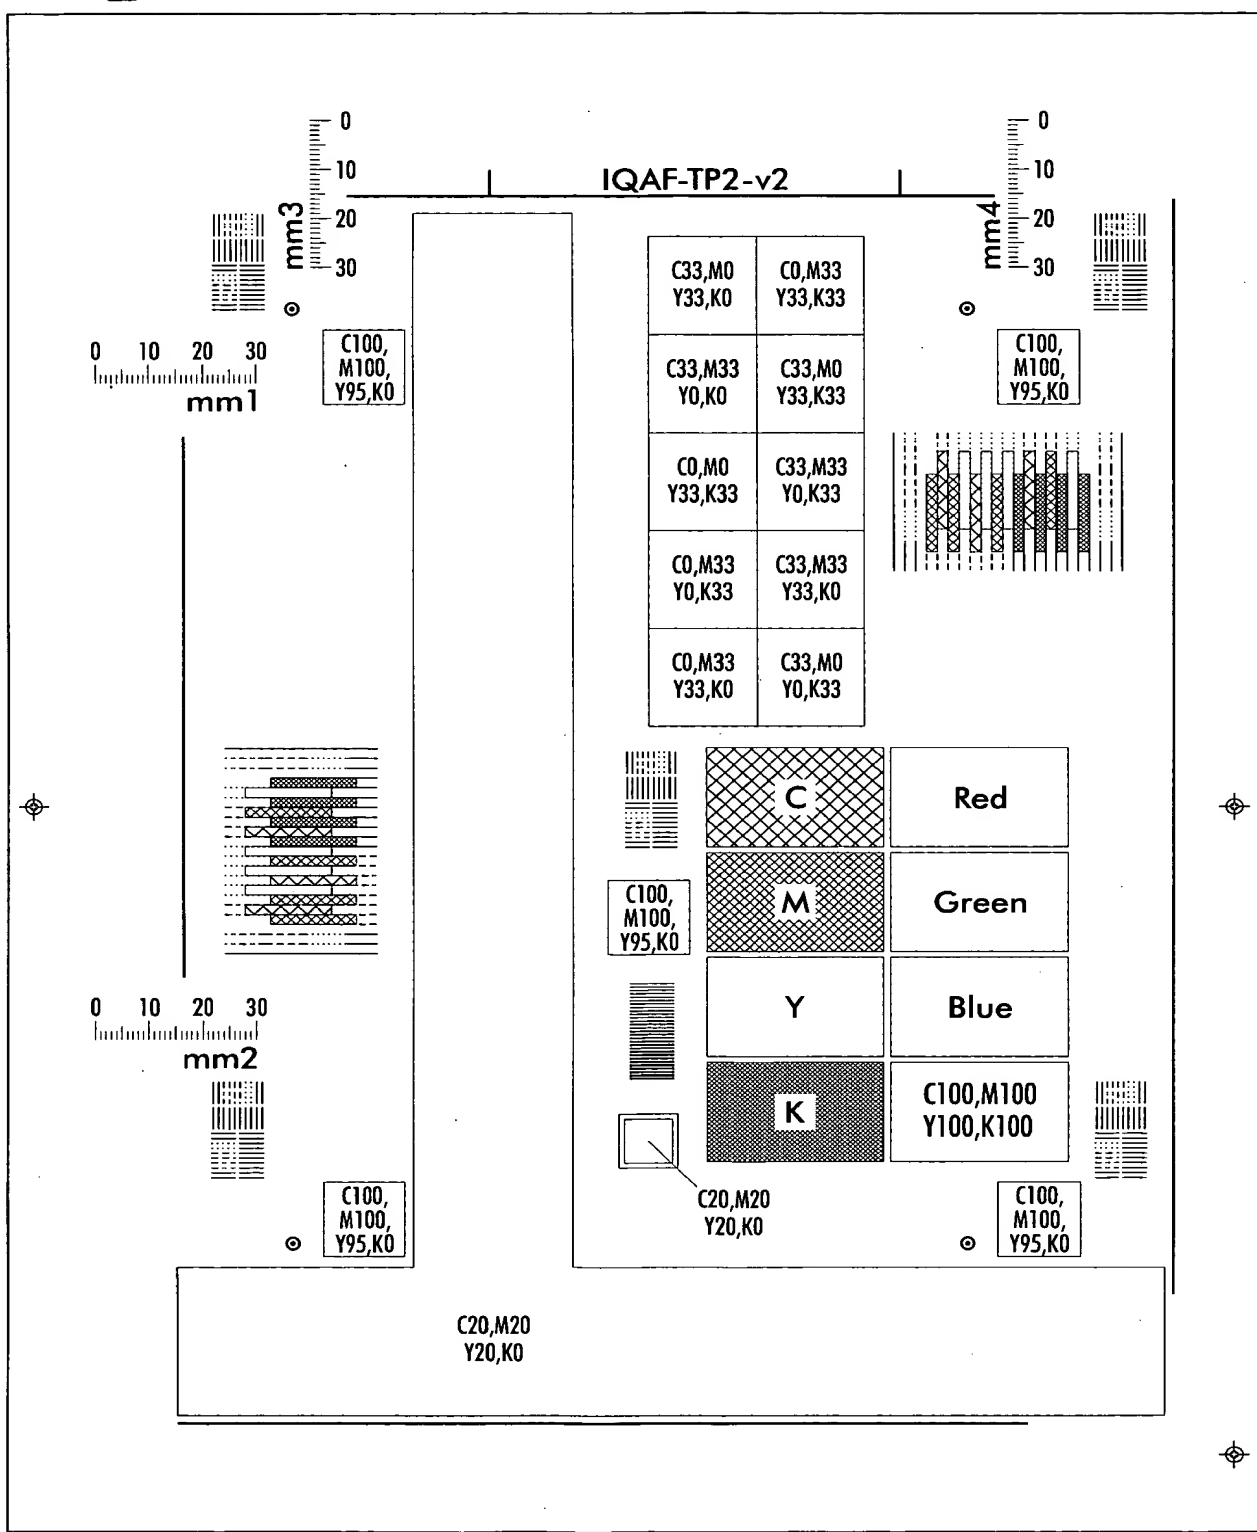 0
10
20
30
mm3
IQAF-TP2-v2
0
10
20
30
mm4
0 10 20 30
mm1
C100,
M100,
Y95,K0
C33,M0
Y33,K0
C0,M33
Y33,K33
C33,M33
Y0,K0
C33,M0
Y33,K33
C0,M0
Y33,K33
C33,M33
Y0,K33
C0,M33
Y0,K33
C33,M33
Y33,K0
C0,M33
Y33,K0
C33,M0
Y0,K33
C100,
M100,
Y95,K0
C
Red
M
Green
Y
Blue
K
C100,M100
Y100,K100
C100,
M100,
Y95,K0
0 10 20 30
mm2
C20,M20
Y20,K0
C100,
M100,
Y95,K0
C100,
M100,
Y95,K0
C20,M20
Y20,K0